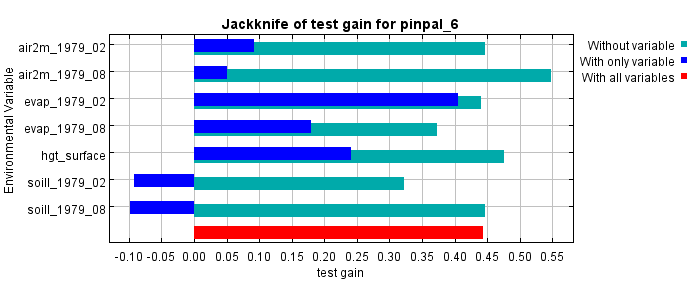 Jackknife of test gain for pinpal_6
Environmental Variable
air2m_1979_02
air2m_1979_08
evap_1979_02
evap_1979_08
hgt_surface
soill_1979_02
soill_1979_08
-0.10 -0.05 0.00 0.05 0.10 0.15 0.20 0.25 0.30 0.35 0.40 0.45 0.50 0.55
test gain
Without variable
With only variable
With all variables